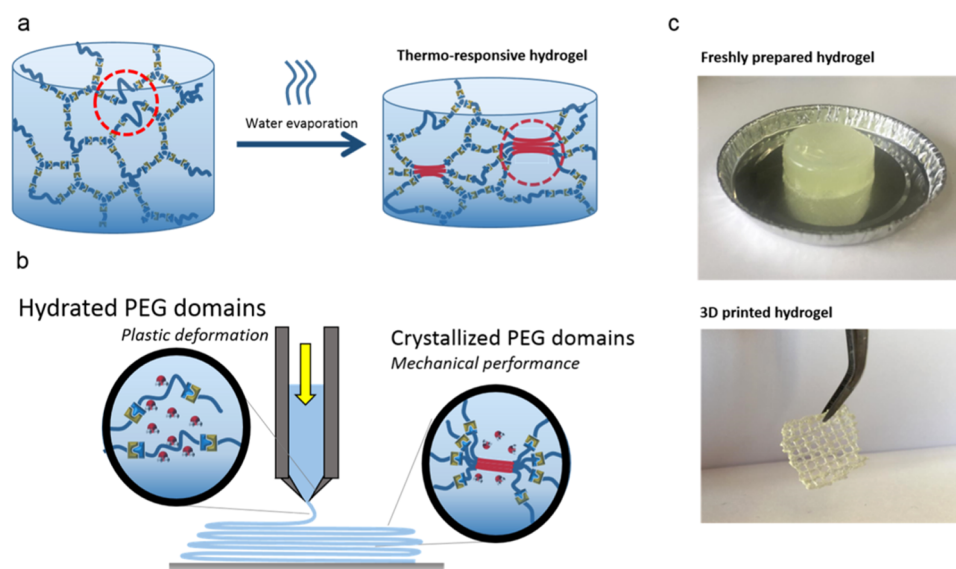 a
Thermo-responsive hydrogel
Water evaporation
b
Hydrated PEG domains
Plastic deformation
Crystallized PEG domains
Mechanical performance
c
Freshly prepared hydrogel
3D printed hydrogel